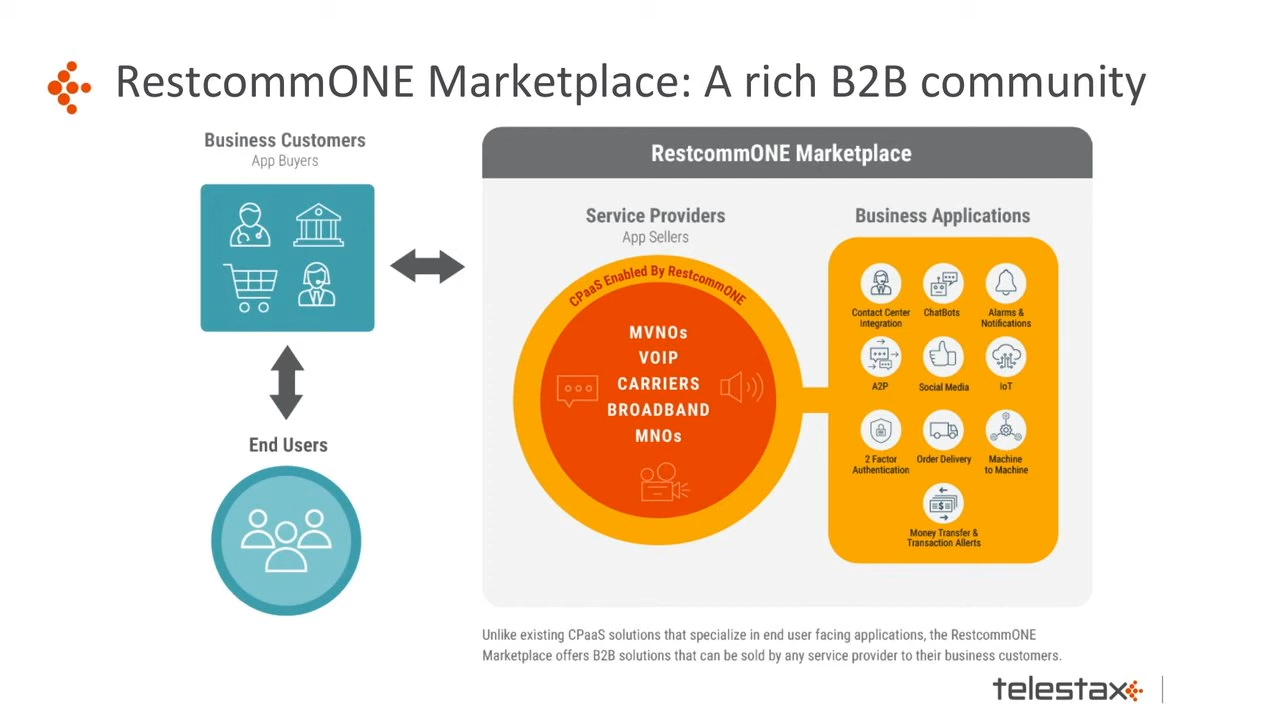 RestcommONE Marketplace: A rich B2B community
Business Customers
App Buyers
End Users
RestcommONE Marketplace
Service Providers
App Sellers
CPaaS Enabled By RestcommONE
MVNOs
VOIP
CARRIERS
BROADBAND
MNOs
Business Applications
Contact Center
Integration
ChatBots
Alarms &
Notifications
A2P
Social Media
IoT
2 Factor
Authentication
Order Delivery
Machine
to Machine
$
Money Transfer &
Transaction Allerts
Unlike existing CPaaS solutions that specialize in end user facing applications, the RestcommONE
Marketplace offers B2B solutions that can be sold by any service provider to their business customers.
telestax